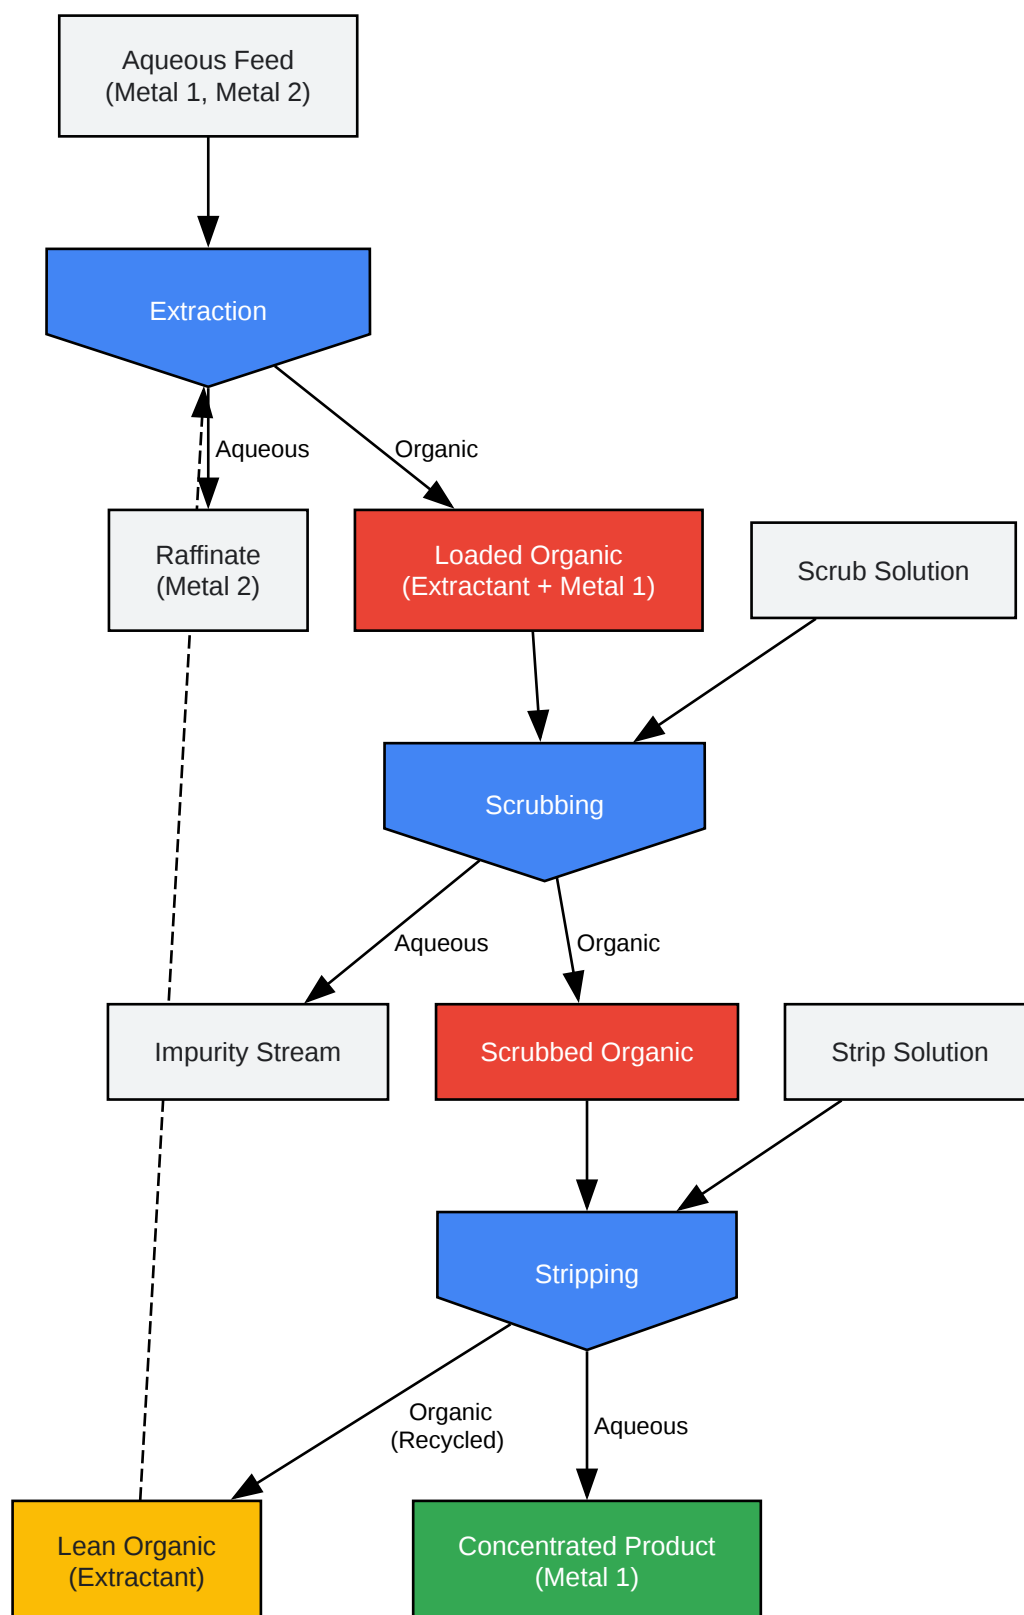 Aqueous Feed
(Metal 1, Metal 2)
Extraction
Aqueous
Organic
Raffinate
(Metal 2)
Loaded Organic
(Extractant + Metal 1)
Scrub Solution
Scrubbing
Aqueous
Organic
Impurity Stream
Scrubbed Organic
Strip Solution
Stripping
Organic
(Recycled)
Aqueous
Lean Organic
(Extractant)
Concentrated Product
(Metal 1)